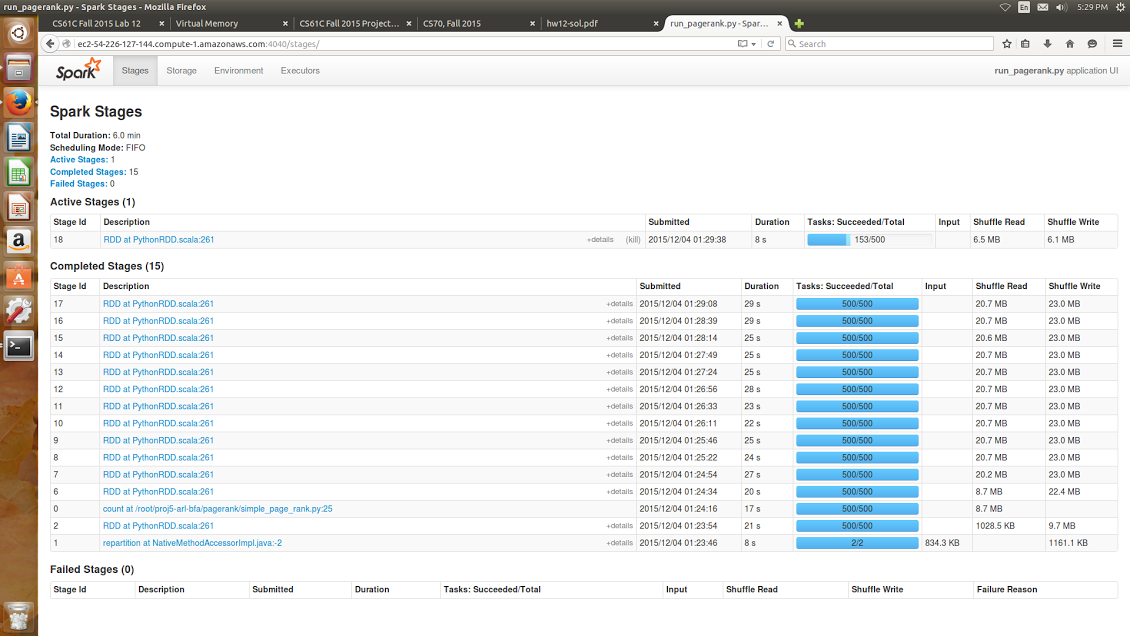 run_pagerank.py - Spark Stages - Mozilla Firefox
En
5:29 PM
CS61C Fall 2015 Lab 12
Virtual Memory
CS61C Fall 2015 Project...
CS70, Fall 2015
hw12-sol.pdf
run_pagerank.py - Spar...
ec2-54-226-127-144.compute-1.amazonaws.com:4040/stages/
Search
Spark
Stages
Storage
Environment
Executors
run_pagerank.py application UI
Spark Stages
Total Duration: 6.0 min
Scheduling Mode: FIFO
Active Stages: 1
Completed Stages: 15
Failed Stages: 0
Active Stages (1)
Stage Id Description Submitted Duration Tasks: Succeeded/Total Input Shuffle Read Shuffle Write
18 RDD at PythonRDD.scala:261 +details (kill) 2015/12/04 01:29:38 8 s 153/500 6.5 MB 6.1 MB
Completed Stages (15)
Stage Id Description Submitted Duration Tasks: Succeeded/Total Input Shuffle Read Shuffle Write
17 RDD at PythonRDD.scala:261 +details 2015/12/04 01:29:08 29 s 500/500 20.7 MB 23.0 MB
16 RDD at PythonRDD.scala:261 +details 2015/12/04 01:28:39 29 s 500/500 20.7 MB 23.0 MB
15 RDD at PythonRDD.scala:261 +details 2015/12/04 01:28:14 25 s 500/500 20.6 MB 23.0 MB
14 RDD at PythonRDD.scala:261 +details 2015/12/04 01:27:49 25 s 500/500 20.7 MB 23.0 MB
13 RDD at PythonRDD.scala:261 +details 2015/12/04 01:27:24 25 s 500/500 20.7 MB 23.0 MB
12 RDD at PythonRDD.scala:261 +details 2015/12/04 01:26:56 28 s 500/500 20.7 MB 23.0 MB
11 RDD at PythonRDD.scala:261 +details 2015/12/04 01:26:33 23 s 500/500 20.7 MB 23.0 MB
10 RDD at PythonRDD.scala:261 +details 2015/12/04 01:26:11 22 s 500/500 20.7 MB 23.0 MB
9 RDD at PythonRDD.scala:261 +details 2015/12/04 01:25:46 25 s 500/500 20.7 MB 23.0 MB
8 RDD at PythonRDD.scala:261 +details 2015/12/04 01:25:22 24 s 500/500 20.7 MB 23.0 MB
7 RDD at PythonRDD.scala:261 +details 2015/12/04 01:24:54 27 s 500/500 20.2 MB 23.0 MB
6 RDD at PythonRDD.scala:261 +details 2015/12/04 01:24:34 20 s 500/500 8.7 MB 22.4 MB
0 count at /root/proj5-arl-bfa/pagerank/simple_page_rank.py:25 2015/12/04 01:24:16 17 s 500/500 8.7 MB
2 RDD at PythonRDD.scala:261 +details 2015/12/04 01:23:54 21 s 500/500 1028.5 KB 9.7 MB
1 repartition at NativeMethodAccessorImpl.java:-2 +details 2015/12/04 01:23:46 8 s 2/2 834.3 KB 1161.1 KB
Failed Stages (0)
Stage Id Description Submitted Duration Tasks: Succeeded/Total Input Shuffle Read Shuffle Write Failure Reason